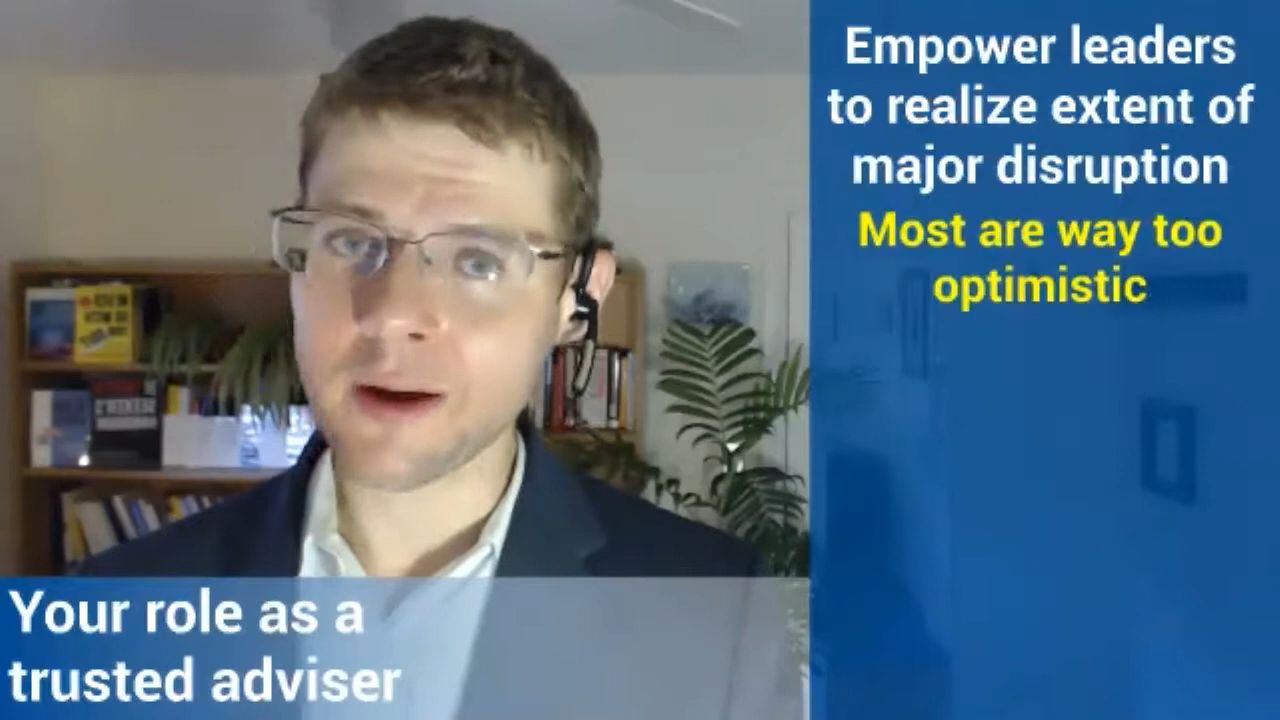 Empower leaders
to realize extent of
major disruption
Most are way too
optimistic
Your role as a
trusted adviser